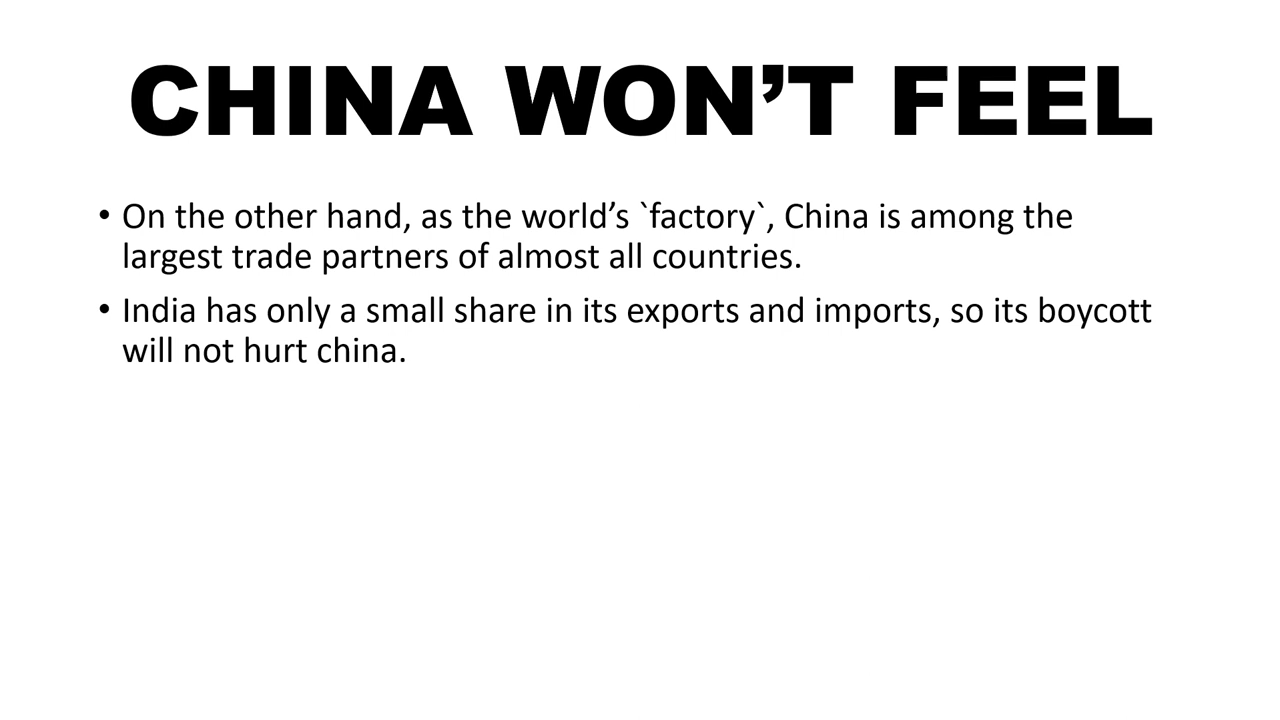 CHINA WON’T FEEL
• On the other hand, as the world’s `factory`, China is among the
largest trade partners of almost all countries.
• India has only a small share in its exports and imports, so its boycott
will not hurt china.